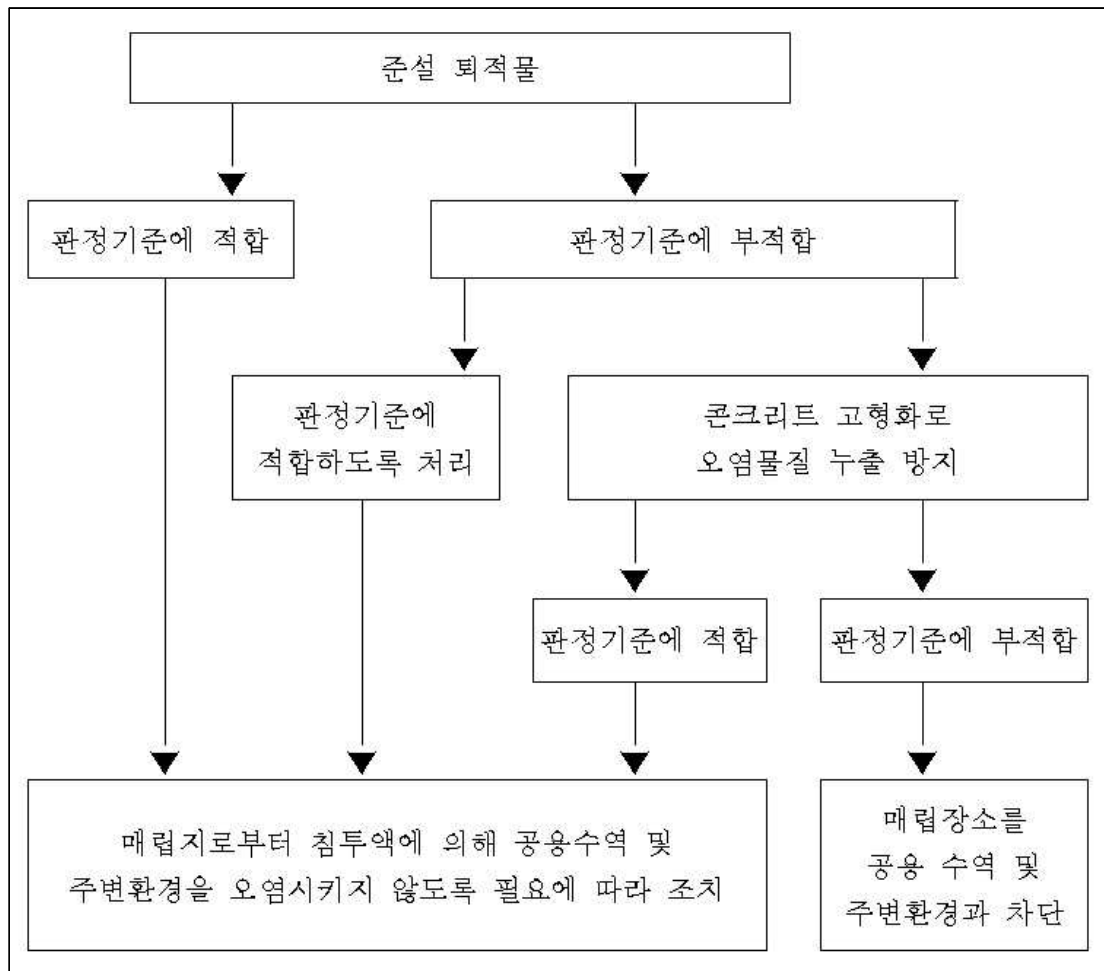 준설 퇴적물
판정기준에 적합
판정기준에 부적합
판정기준에
적합하도록 처리
콘크리트 고형화로
오염물질 누출 방지
판정기준에 적합
판정기준에 부적합
매립지로부터 침투액에 의해 공용수역 및
주변환경을 오염시키지 않도록 필요에 따라 조치
매립장소를
공용 수역 및
주변환경과 차단